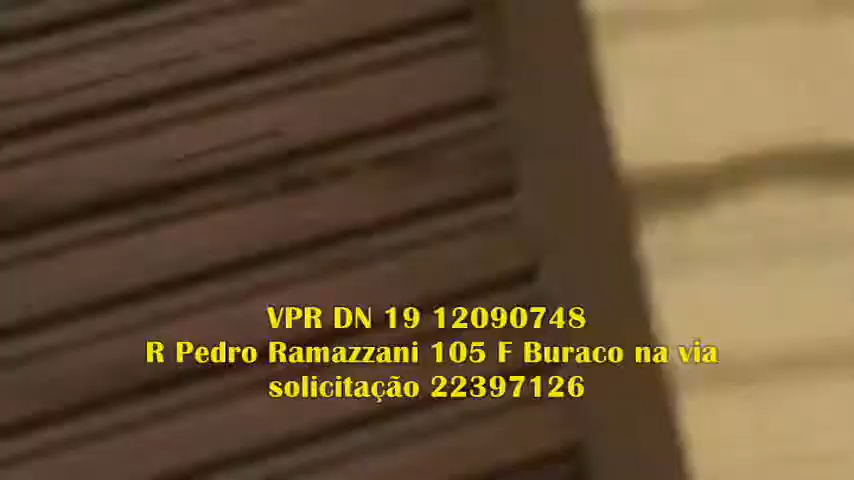 VPR DN 19 12090748
R Pedro Ramazzani 105 F Buraco na via
solicitação 22397126